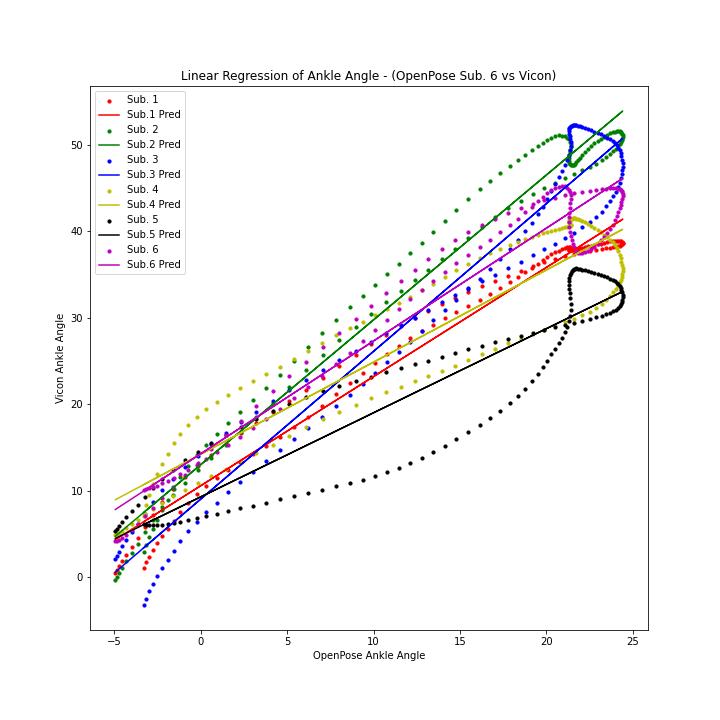 Linear Regression of Ankle Angle - (OpenPose Sub. 6 vs Vicon)
Sub. 1
Sub.1 Pred
Sub. 2
Sub.2 Pred
Sub. 3
Sub.3 Pred
Sub. 4
Sub.4 Pred
Sub. 5
Sub.5 Pred
Sub. 6
Sub.6 Pred
Vicon Ankle Angle
50
40
30
20
10
0
−5 0 5 10 15 20 25
OpenPose Ankle Angle